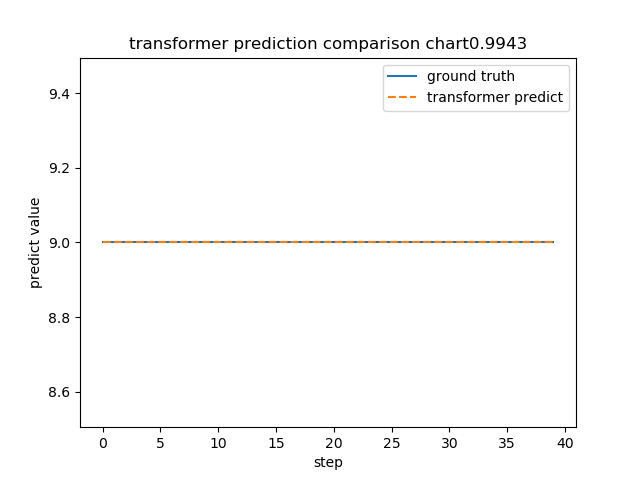 transformer prediction comparison chart0.9943
ground truth
transformer predict
9.4
9.2
9.0
8.8
8.6
predict value
0 5 10 15 20 25 30 35 40
step